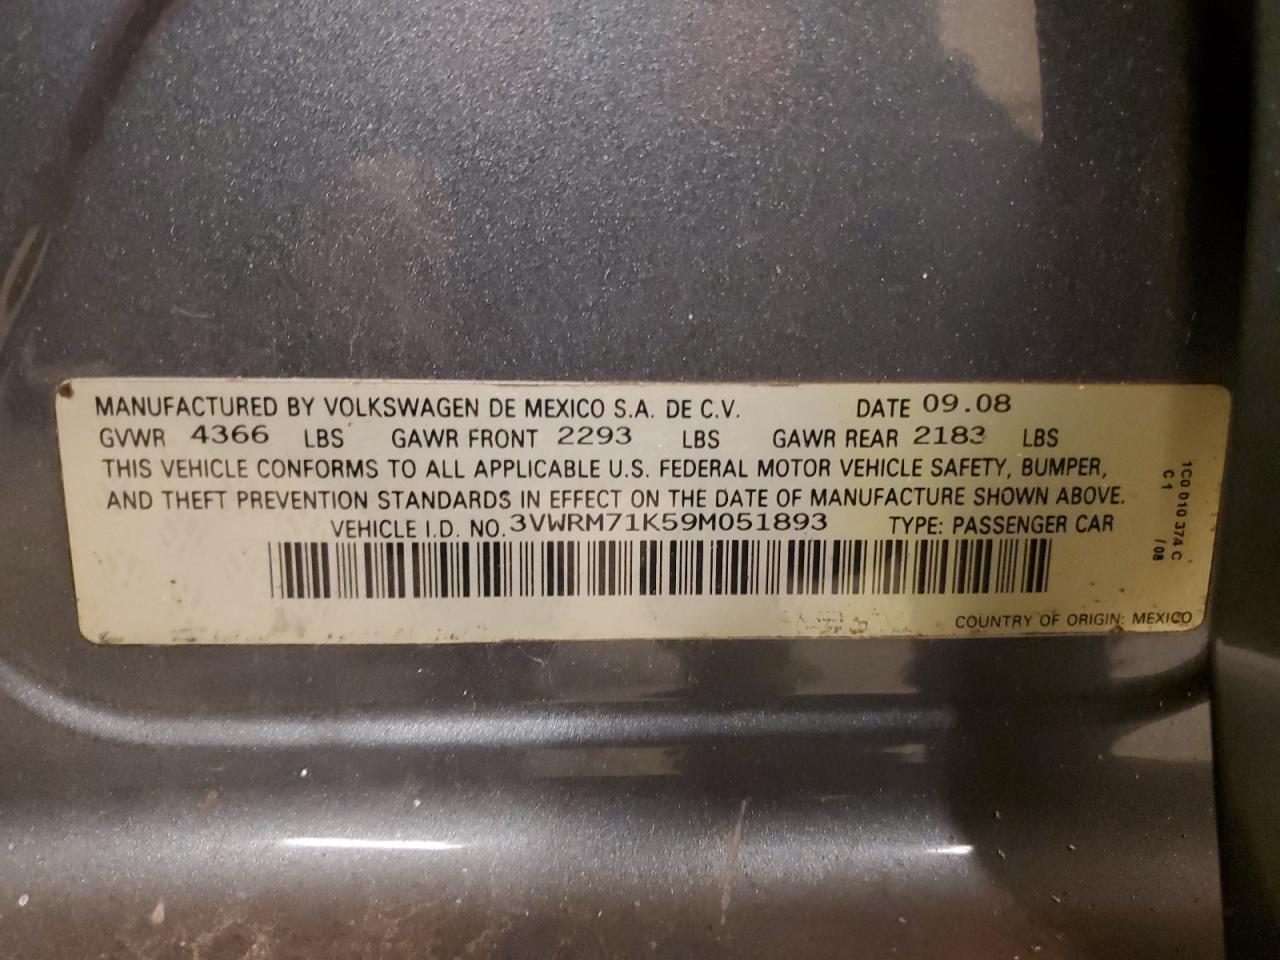 MANUFACTURED BY VOLKSWAGEN DE MEXICO S.A. DE C.V. DATE 09.08
GVWR 4366 LBS GAWR FRONT 2293 LBS GAWR REAR 2183 LBS
THIS VEHICLE CONFORMS TO ALL APPLICABLE U.S. FEDERAL MOTOR VEHICLE SAFETY, BUMPER,
AND THEFT PREVENTION STANDARDS IN EFFECT ON THE DATE OF MANUFACTURE SHOWN ABOVE.
VEHICLE I.D. NO. 3VWRM71K59M051893 TYPE: PASSENGER CAR
COUNTRY OF ORIGIN: MEXICO
1C0 010 374 C
C 1 /08